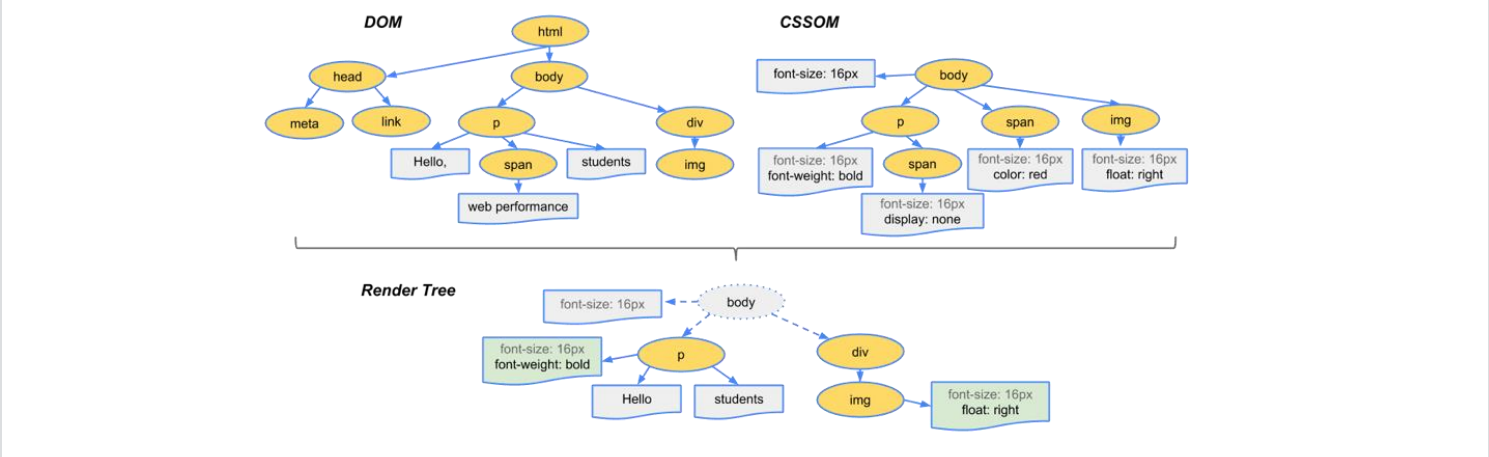 DOM
html
head
body
meta
link
p
div
Hello,
span
students
img
web performance
CSSOM
font-size: 16px
body
p
span
img
font-size: 16px
font-weight: bold
span
font-size: 16px
color: red
font-size: 16px
float: right
font-size: 16px
display: none
Render Tree
font-size: 16px
body
font-size: 16px
font-weight: bold
p
div
Hello
students
img
font-size: 16px
float: right